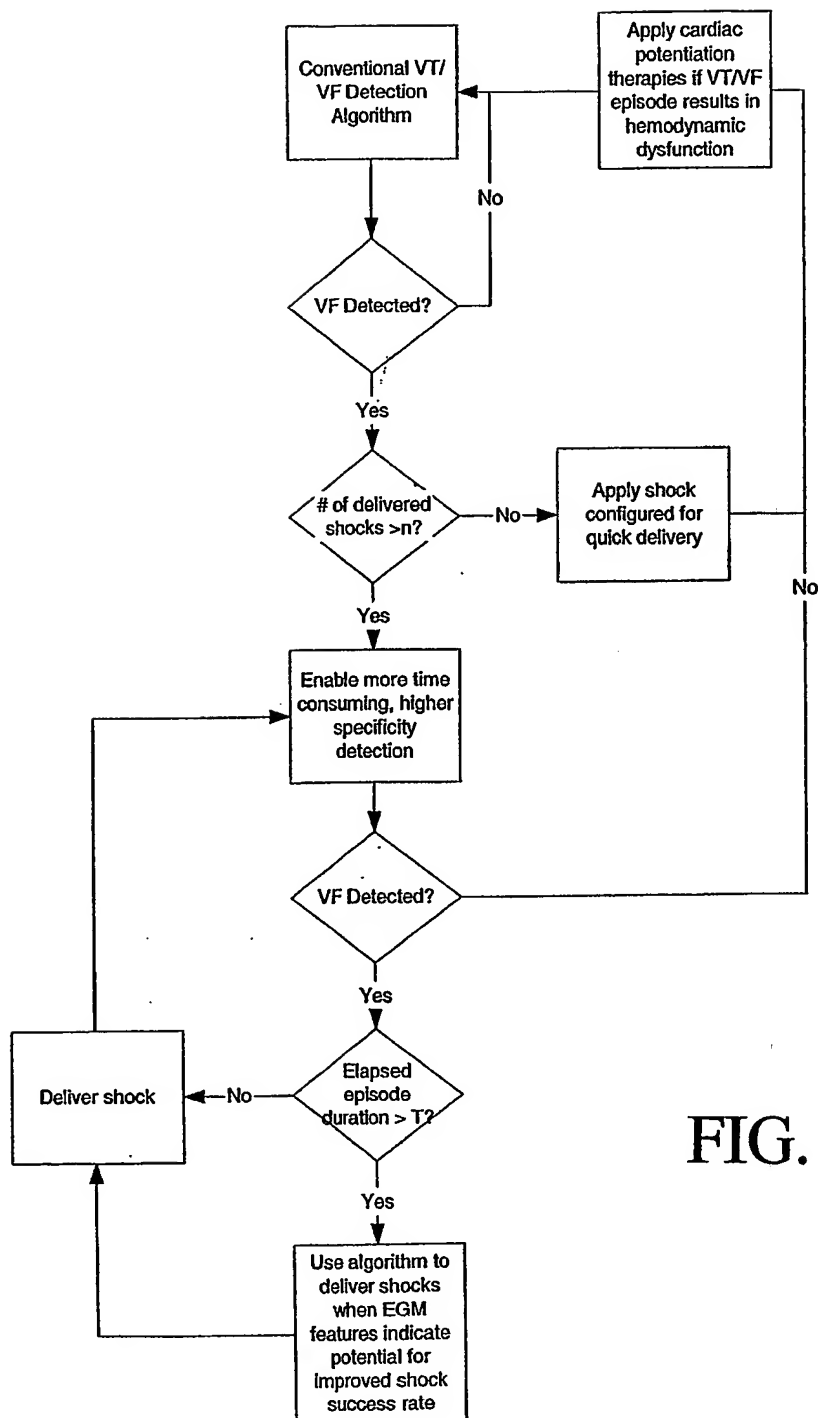 Conventional VT/
VF Detection
Algorithm
Apply cardiac
potentiation
therapies if VT/VF
episode results in
hemodynamic
dysfunction
No
VF Detected?
Yes
# of delivered
shocks >n?
No
Apply shock
configured for
quick delivery
No
Yes
Enable more time
consuming, higher
specificity
detection
VF Detected?
Yes
Deliver shock
No
Elapsed
episode
duration > T?
FIG.
Yes
Use algorithm to
deliver shocks
when EGM
features indicate
potential for
improved shock
success rate